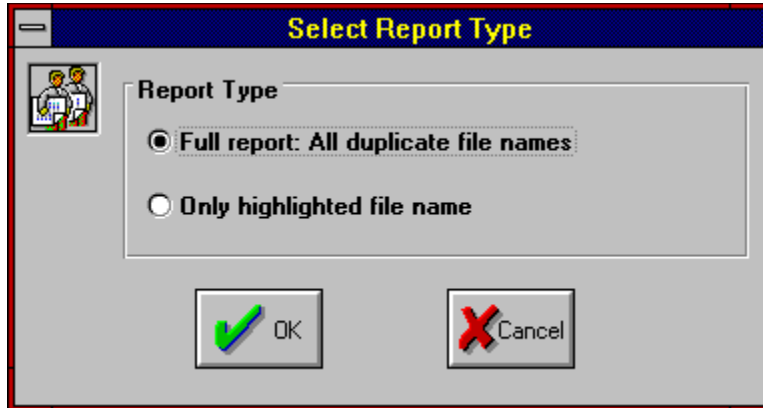 Select Report Type
Report Type
Full report: All duplicate file names
Only highlighted file name
OK
Cancel